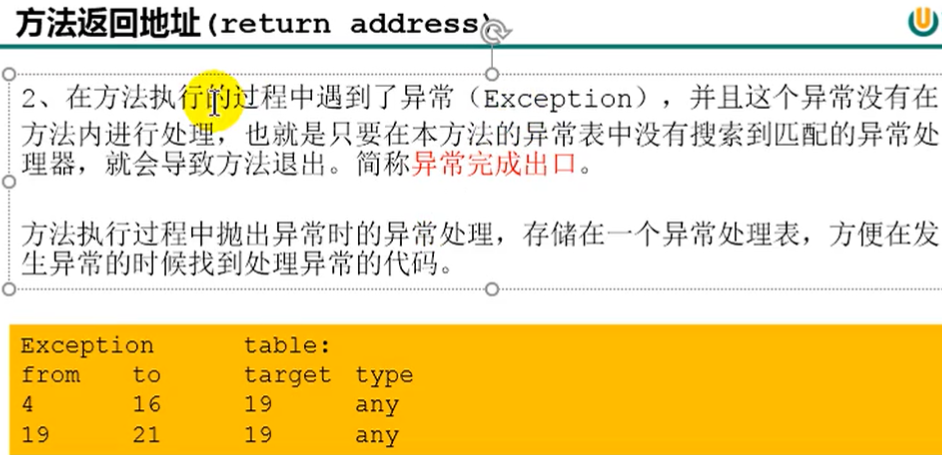 方法返回地址(return address)
2、在方法执行的过程中遇到了异常（Exception），并且这个异常没有在
方法内进行处理，也就是只要在本方法的异常表中没有搜索到匹配的异常处
理器，就会导致方法退出。简称异常完成出口。
方法执行过程中抛出异常时的异常处理，存储在一个异常处理表，方便在发
生异常的时候找到处理异常的代码。
Exception table:
from to target type
4 16 19 any
19 21 19 any